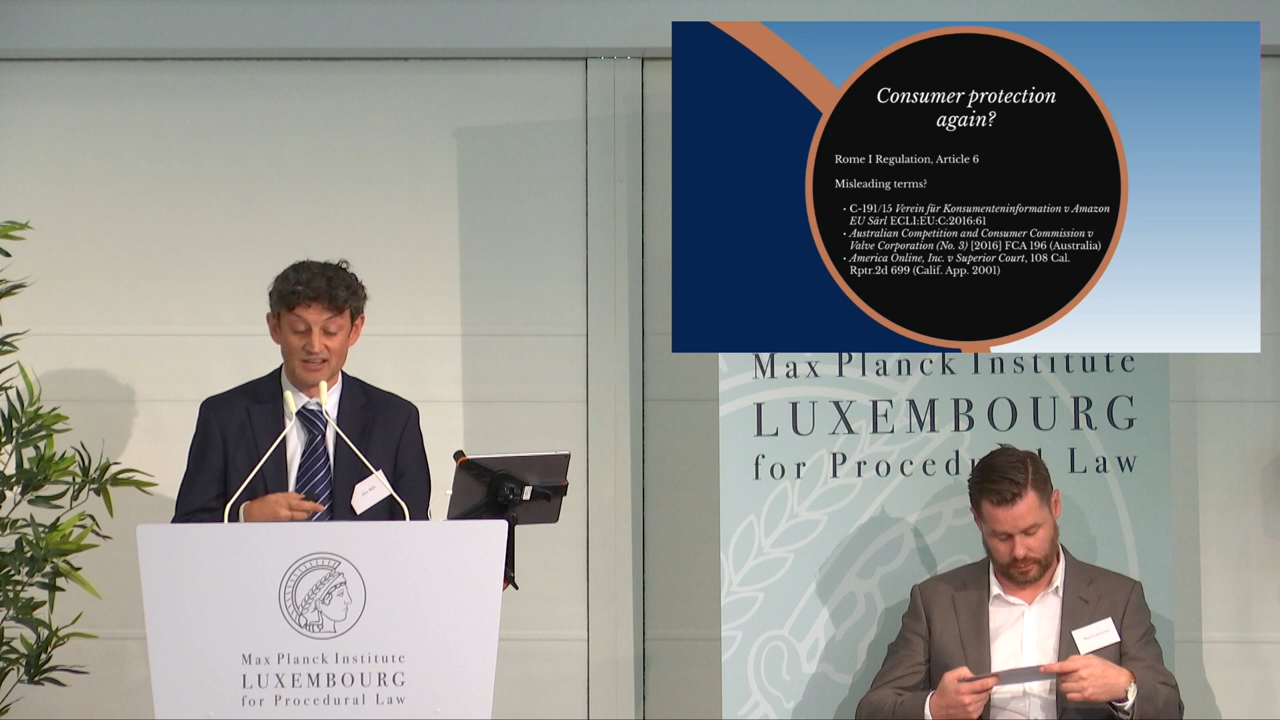 Consumer protection
again?
Rome I Regulation, Article 6
Misleading terms?
• C-191/15 Verein für Konsumenteninformation v Amazon
EU Sàrl ECLI:EU:C:2016:61
• Australian Competition and Consumer Commission v
Valve Corporation (No. 3) [2016] FCA 196 (Australia)
• America Online, Inc. v Superior Court, 108 Cal.
Rptr.2d 699 (Calif. App. 2001)
Max Planck Institute
LUXEMBOURG
for Procedural Law
Max Planck Institute
LUXEMBOURG
for Procedural Law